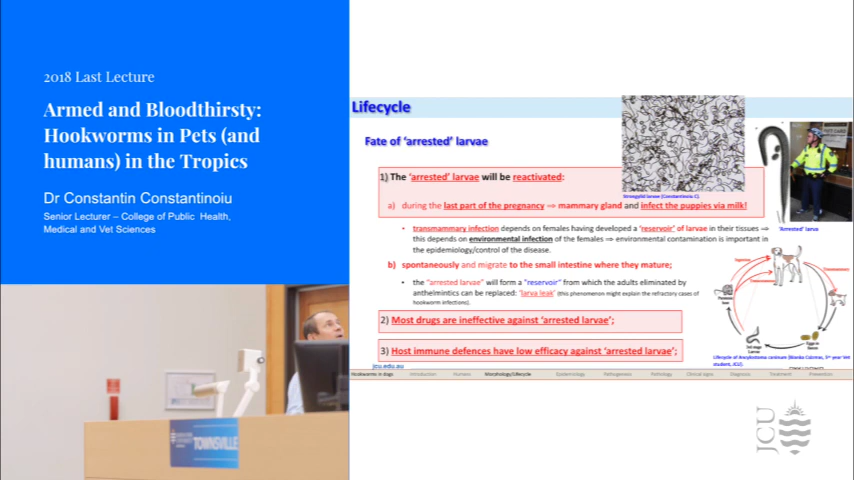 2018 Last Lecture
Armed and Bloodthirsty:
Hookworms in Pets (and
humans) in the Tropics
Dr Constantin Constantinoiu
Senior Lecturer – College of Public Health,
Medical and Vet Sciences
TOWNSVILLE
Lifecycle
Fate of ‘arrested’ larvae
Strongyloid larvae (Constantinoiu C).
1) The ‘arrested’ larvae will be reactivated:
a) during the last part of the pregnancy => mammary gland and infect the puppies via milk!
• transmammary infection depends on females having developed a ‘reservoir’ of larvae in their tissues =>
this depends on environmental infection of the females => environmental contamination is important in
the epidemiology/control of the disease.
b) spontaneously and migrate to the small intestine where they mature;
• the “arrested larvae” will form a “reservoir” from which the adults eliminated by
anthelmintics can be replaced: ‘larva leak’ (this phenomenon might explain the refractory cases of
hookworm infections).
2) Most drugs are ineffective against ‘arrested larvae’;
3) Host immune defences have low efficacy against ‘arrested larvae’;
‘Arrested’ larva
3rd stage
Larvae
Eggs in
faeces
Lifecycle of Ancylostoma caninum
student, JCU).
jcu.edu.au
Hookworms in dogs Introduction Humans Morphology/Lifecycle Epidemiology Pathogenesis Pathology Clinical signs Diagnosis Treatment Prevention
JCU